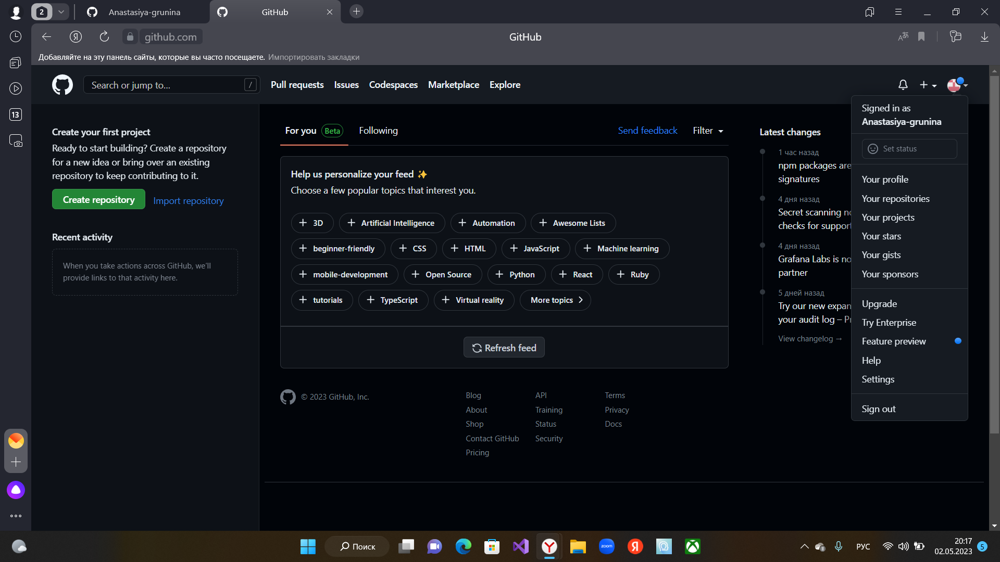 2
Anastasiya-grunina
GitHub
github.com
GitHub
Добавляйте на эту панель сайты, которые вы часто посещаете. Импортировать закладки
13
Search or jump to...
/
Pull requests
Issues
Codespaces
Marketplace
Explore
Create your first project
Ready to start building? Create a repository
for a new idea or bring over an existing
repository to keep contributing to it.
Create repository
Import repository
Recent activity
When you take actions across GitHub, we'll
provide links to that activity here.
For you
Beta
Following
Send feedback
Filter
Help us personalize your feed ✨
Choose a few popular topics that interest you.
3D
Artificial Intelligence
Automation
Awesome Lists
beginner-friendly
CSS
HTML
JavaScript
Machine learning
mobile-development
Open Source
Python
React
Ruby
tutorials
TypeScript
Virtual reality
More topics
Refresh feed
Latest changes
1 час назад
npm packages are
signatures
4 дня назад
Secret scanning
checks for support
4 дня назад
Grafana Labs is
partner
5 дней назад
Try our new expan
your audit log –
View changelog →
Signed in as
Anastasiya-grunina
Set status
Your profile
Your repositories
Your projects
Your stars
Your gists
Your sponsors
Upgrade
Try Enterprise
Feature preview
Help
Settings
Sign out
© 2023 GitHub, Inc.
Blog
About
Shop
Contact GitHub
Pricing
API
Training
Status
Security
Terms
Privacy
Docs
Поиск
zoom
РУС
20:17
02.05.2023
5